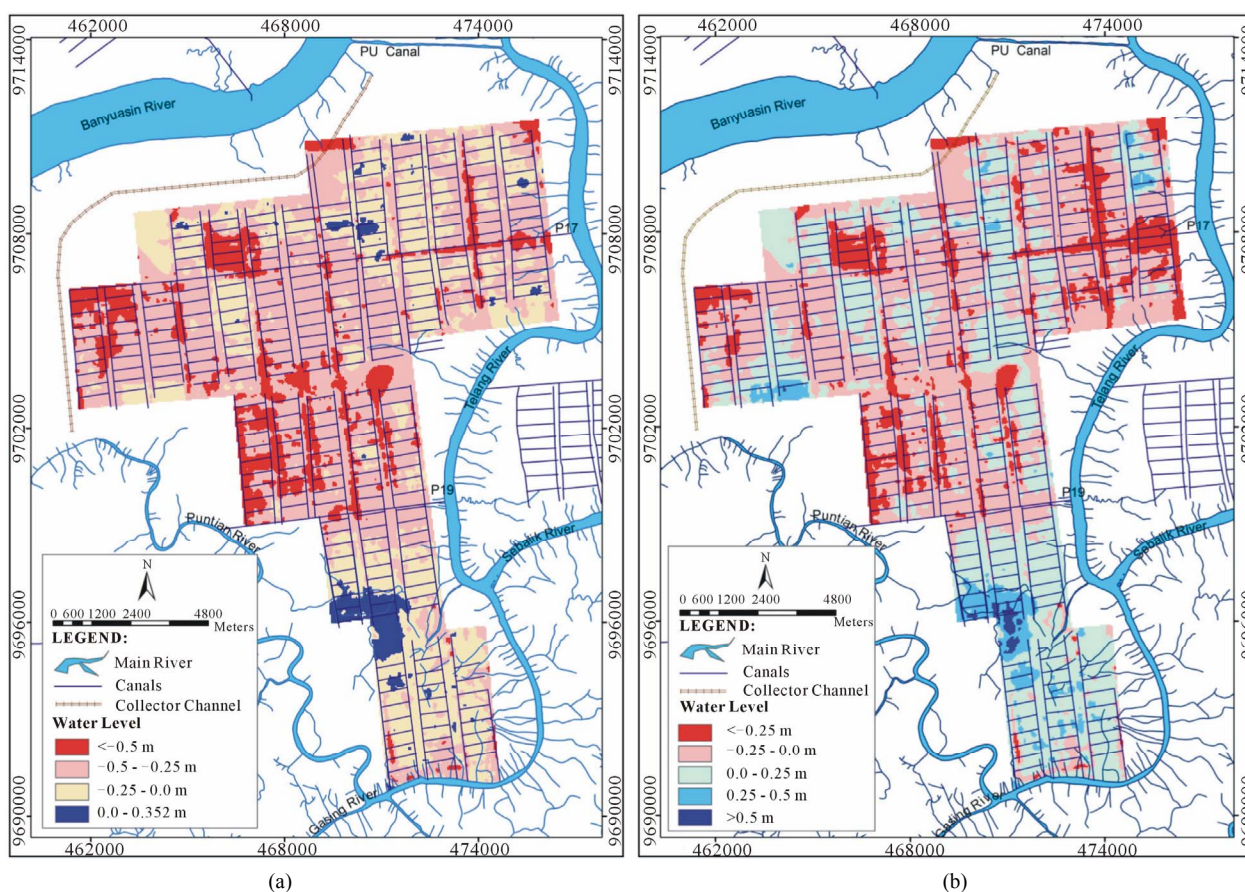 462000 468000 474000
9714000
9708000
9702000
9696000
9690000
PU Canal
Banyuasin River
P17
Telang River
P19
Puntian River
Sebalik River
Gasing River
N
0 600 1200 2400 4800
Meters
LEGEND:
Main River
Canals
Collector Channel
Water Level
<−0.5 m
−0.5 - −0.25 m
−0.25 - 0.0 m
0.0 - 0.352 m
462000 468000 474000
(a)
462000 468000 474000
9714000
9708000
9702000
9696000
9690000
PU Canal
Banyuasin River
P17
Telang River
P19
Puntian River
Sebalik River
Gasing River
N
0 600 1200 2400 4800
Meters
LEGEND:
Main River
Canals
Collector Channel
Water Level
<−0.25 m
−0.25 - 0.0 m
0.0 - 0.25 m
0.25 - 0.5 m
>0.5 m
462000 468000 474000
(b)